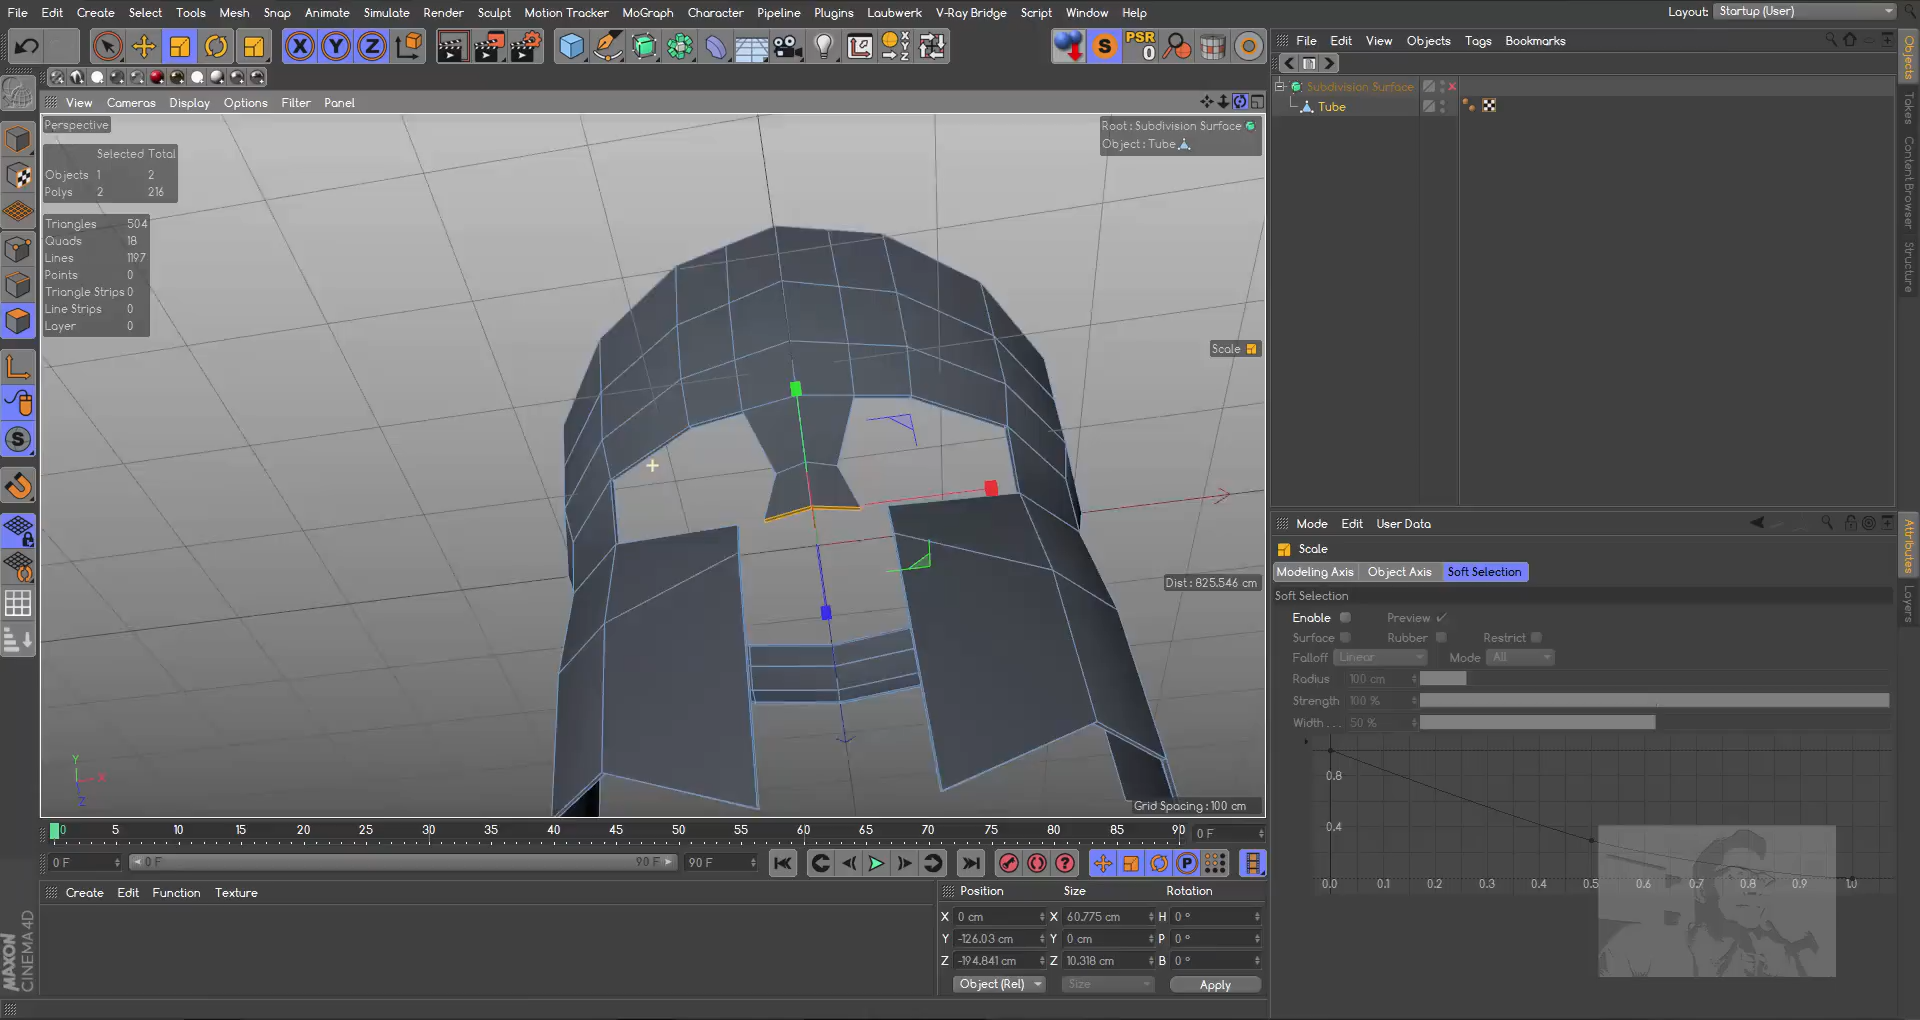 File Edit Create Select Tools Mesh Snap Animate Simulate Render Sculpt Motion Tracker MoGraph Character Pipeline Plugins Laubwerk V-Ray Bridge Script Window Help
Layout: Startup (User)
X Y Z
S PSR 0
File Edit View Objects Tags Bookmarks
Subdivision Surface
Tube
View Cameras Display Options Filter Panel
Perspective
Selected Total
Objects 1 2
Polys 2 216
Triangles 504
Quads 18
Lines 1197
Points 0
Triangle Strips 0
Line Strips 0
Layer 0
Root : Subdivision Surface
Object : Tube
Scale
Dist : 825.546 cm
Grid Spacing : 100 cm
Y X Z
Objects
Takes
Content Browser
Structure
Mode Edit User Data
Scale
Modeling Axis Object Axis Soft Selection
Soft Selection
Enable Preview ✓
Surface Rubber Restrict
Falloff Linear Mode All
Radius 100 cm
Strength 100 %
Width . . . 50 %
0.8
0.4
0.0 0.1 0.2 0.3 0.4 0.5 0.6 0.7 0.8 0.9 1.0
Attributes
Layers
0 5 10 15 20 25 30 35 40 45 50 55 60 65 70 75 80 85 90 0 F
0 F 0 F 90 F 90 F
P
Create Edit Function Texture
Position Size Rotation
X 0 cm X 60.775 cm H 0 °
Y -126.03 cm Y 0 cm P 0 °
Z -194.841 cm Z 10.318 cm B 0 °
Object (Rel) Size Apply
MAXON
CINEMA 4D